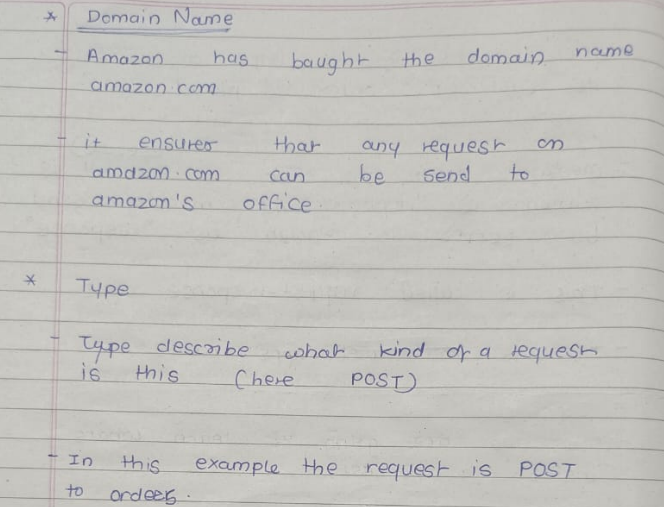 * Domain Name
- Amazon has baught the domain name
amazon.com
- it ensures that any request on
amazon.com can be send to
amazon's office.
* Type
- Type describe what kind of a request
is this (here POST)
- In this example the request is POST
to orders.